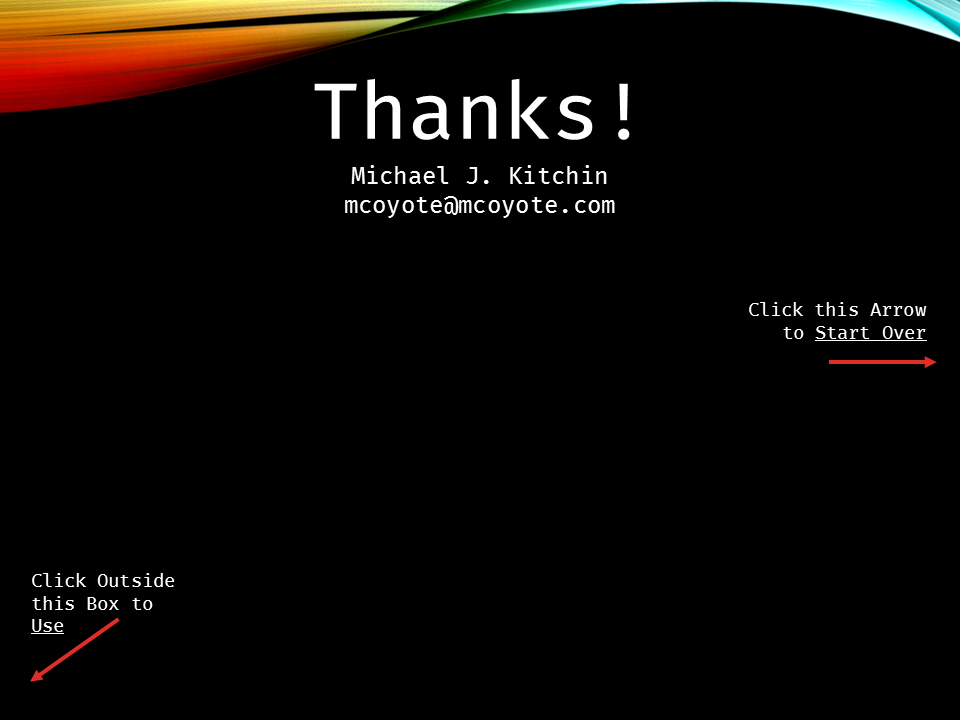 Thanks!
Michael J. Kitchin
mcoyote@mcoyote.com
Click this Arrow
to Start Over
Click Outside
this Box to
Use